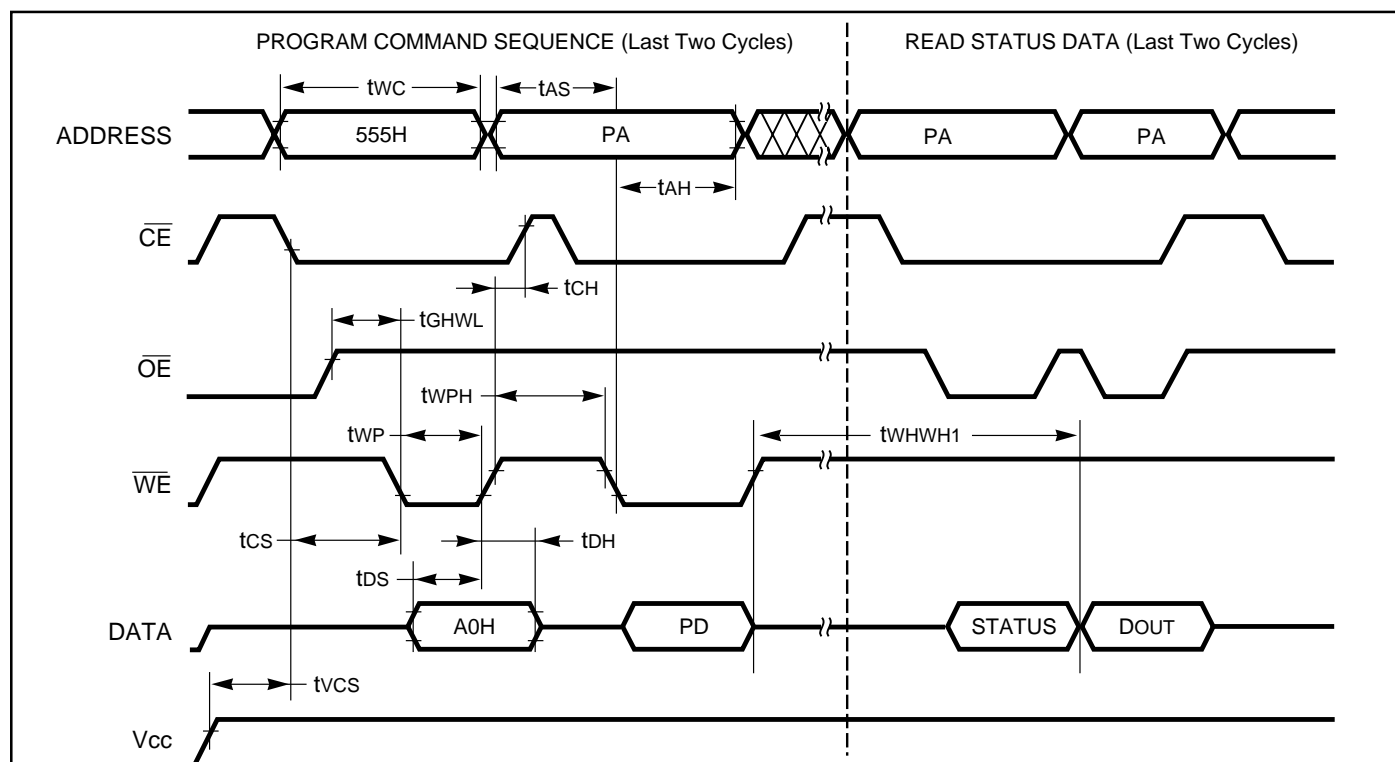 PROGRAM COMMAND SEQUENCE (Last Two Cycles)
READ STATUS DATA (Last Two Cycles)
tWC
tAS
ADDRESS
555H
PA
PA
PA
tAH
CE
tCH
tGHWL
OE
tWPH
tWP
tWHWH1
WE
tCS
tDH
tDS
DATA
A0H
PD
STATUS
DOUT
tVCS
Vcc